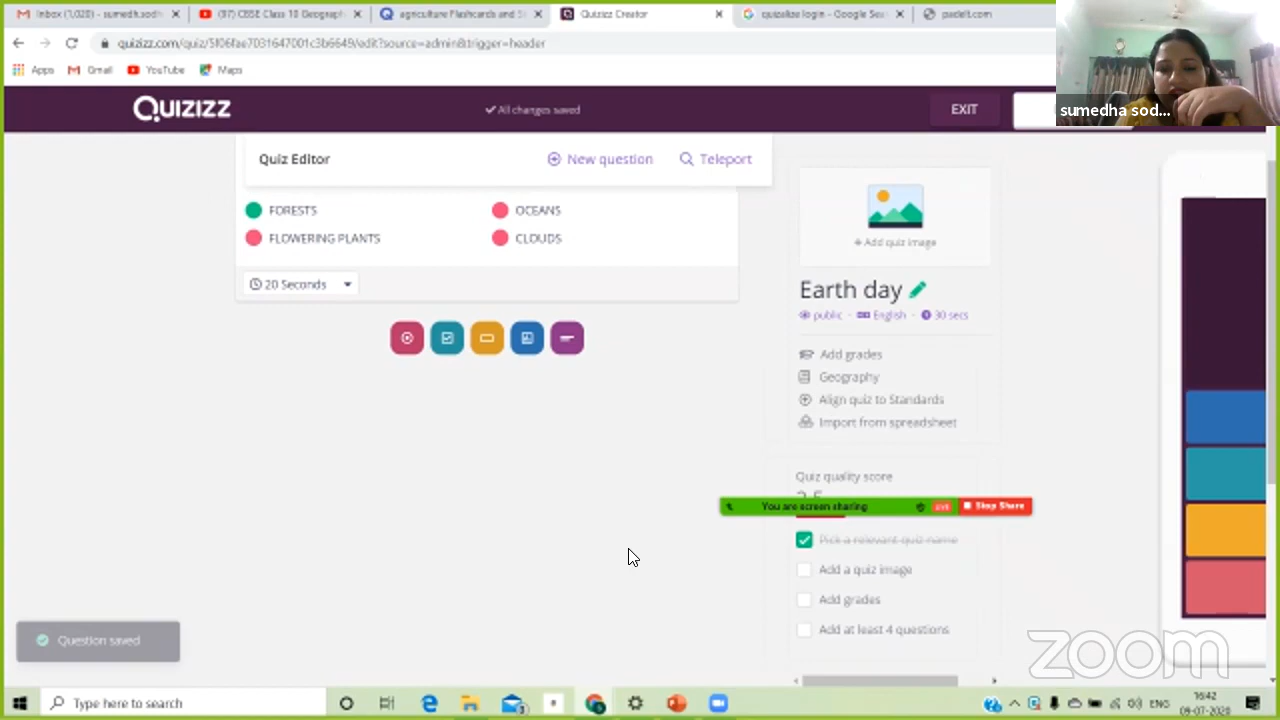 Inbox (1,020) - sumedh.sodh
(97) CBSE Class 10 Geograph
agriculture Flashcards and S
Quizizz Creator
quizalize login - Google Sea
padelt.com
quizizz.com/quiz/5f06fae7031647001c3b6649/edit?source=admin&trigger=header
Apps
Gmail
YouTube
Maps
Quizizz
All changes saved
EXIT
sumedha sod...
Quiz Editor
New question
Teleport
FORESTS
OCEANS
FLOWERING PLANTS
CLOUDS
20 Seconds
+ Add quiz image
Earth day
public - English - 30 secs
Add grades
Geography
Align quiz to Standards
Import from spreadsheet
Quiz quality score
You are screen sharing
Stop Share
Pick a relevant quiz name
Add a quiz image
Add grades
Add at least 4 questions
Question saved
zoom
Type here to search
ENG
16:42
09-07-2020